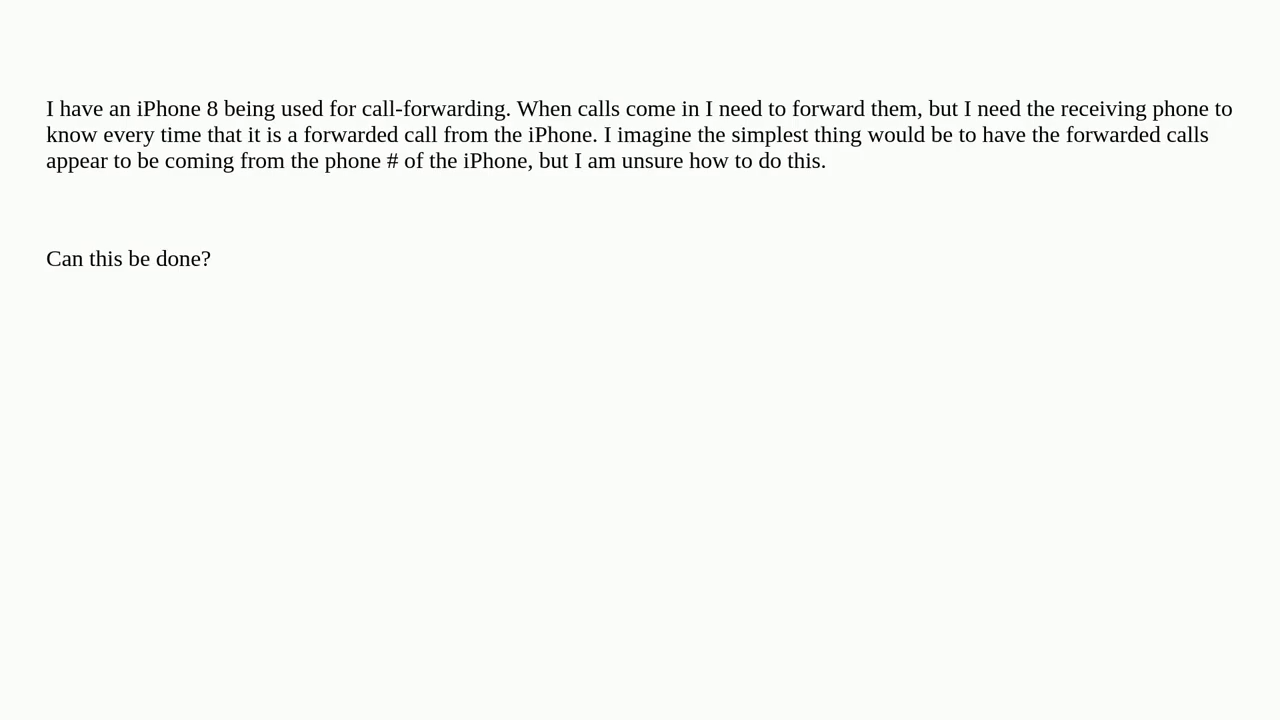 I have an iPhone 8 being used for call-forwarding. When calls come in I need to forward them, but I need the receiving phone to
know every time that it is a forwarded call from the iPhone. I imagine the simplest thing would be to have the forwarded calls
appear to be coming from the phone # of the iPhone, but I am unsure how to do this.
Can this be done?